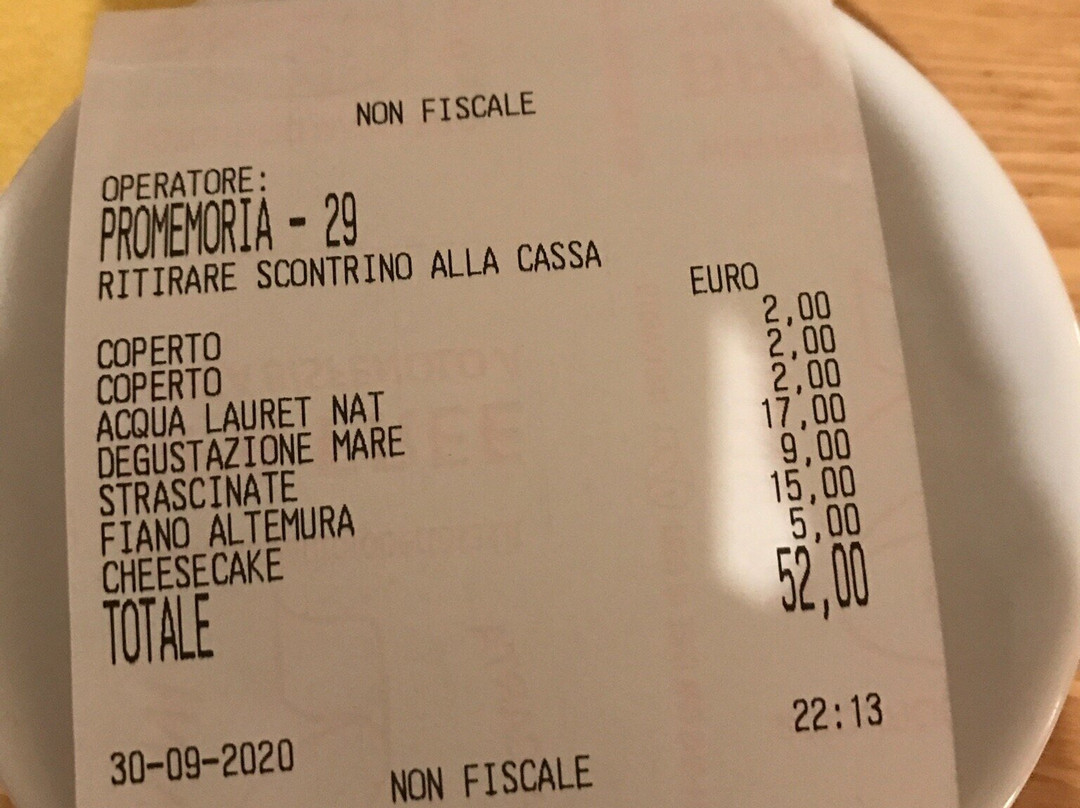 NON FISCALE
OPERATORE:
PROMEMORIA - 29
RITIRARE SCONTRINO ALLA CASSA
EURO
COPERTO 2,00
COPERTO 2,00
ACQUA LAURET NAT 2,00
DEGUSTAZIONE MARE 17,00
STRASCINATE 9,00
FIANO ALTEMURA 15,00
CHEESECAKE 5,00
TOTALE 52,00
30-09-2020 22:13
NON FISCALE